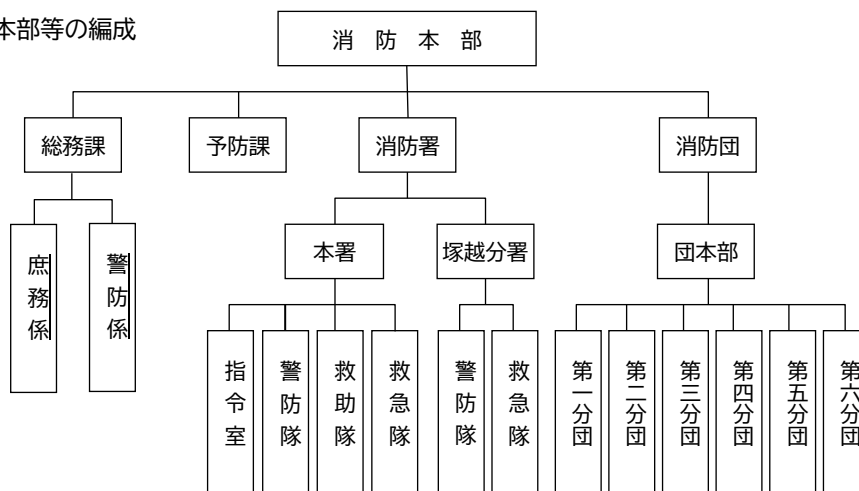 本部等の編成
消防本部
総務課
予防課
消防署
消防団
庶務係
警防係
本署
塚越分署
団本部
指令室
警防隊
救助隊
救急隊
警防隊
救急隊
第一分団
第二分団
第三分団
第四分団
第五分団
第六分団